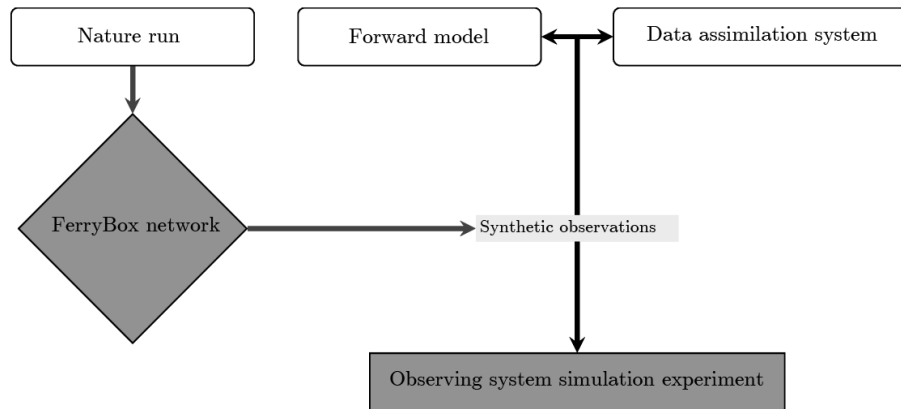 Nature run
Forward model
Data assimilation system
FerryBox network
Synthetic observations
Observing system simulation experiment